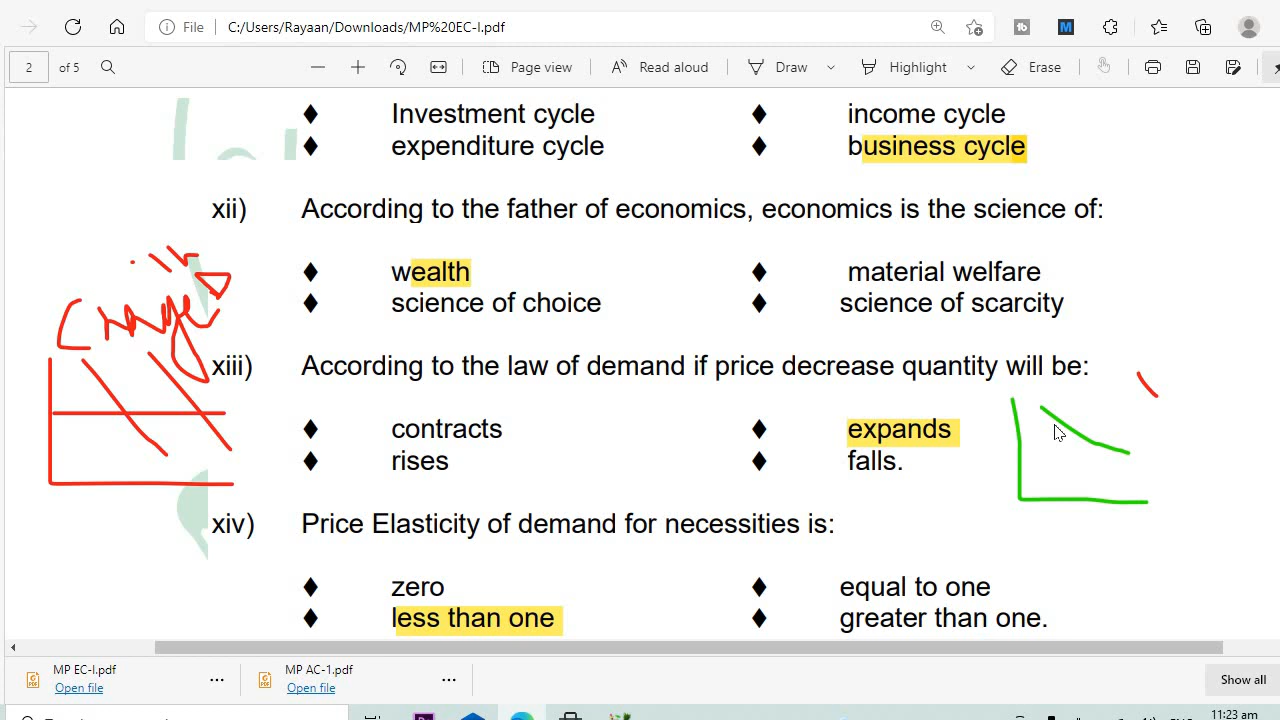 File C:/Users/Rayaan/Downloads/MP%20EC-I.pdf
2 of 5 Page view Read aloud Draw Highlight Erase
♦ Investment cycle ♦ income cycle
♦ expenditure cycle ♦ business cycle
xii) According to the father of economics, economics is the science of:
♦ wealth ♦ material welfare
♦ science of choice ♦ science of scarcity
xiii) According to the law of demand if price decrease quantity will be:
♦ contracts ♦ expands
♦ rises ♦ falls.
xiv) Price Elasticity of demand for necessities is:
♦ zero ♦ equal to one
♦ less than one ♦ greater than one.
MP EC-I.pdf ... MP AC-1.pdf ... Show all
Open file Open file
11:23 am